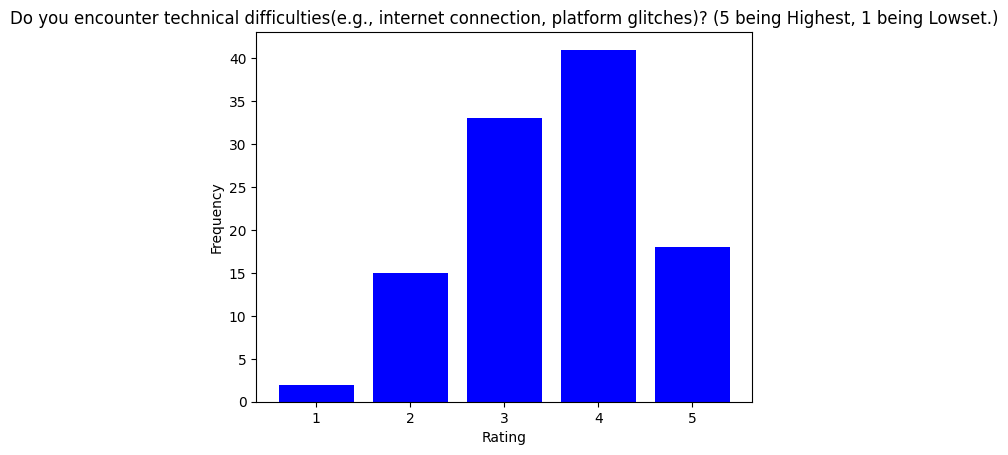 Do you encounter technical difficulties(e.g., internet connection, platform glitches)? (5 being Highest, 1 being Lowset.)
40
35
30
25
20
15
10
5
0
Frequency
1 2 3 4 5
Rating